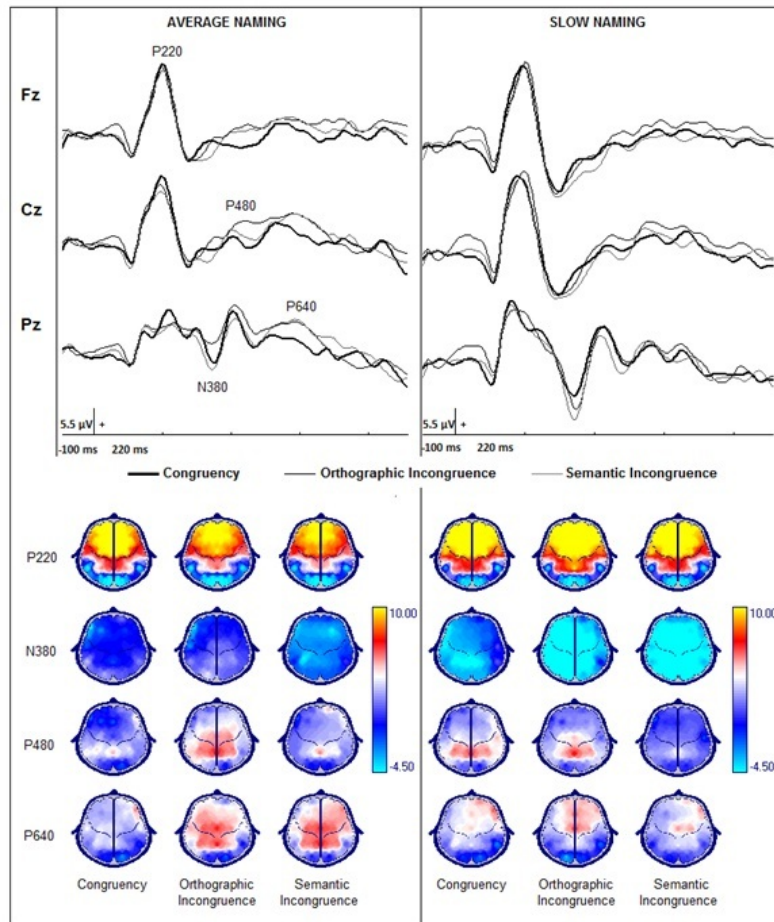 AVERAGE NAMING
SLOW NAMING
P220
Fz
Cz
P480
Pz
P640
N380
5.5 µV +
-100 ms 220 ms
5.5 µV +
-100 ms 220 ms
Congruency Orthographic Incongruence Semantic Incongruence
P220
N380
10.00
-4.50
10.00
-4.50
P480
P640
Congruency Orthographic Incongruence Semantic Incongruence
Congruency Orthographic Incongruence Semantic Incongruence